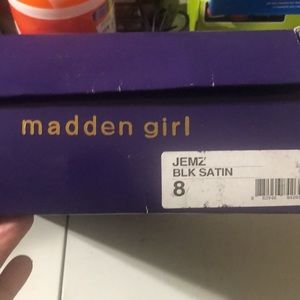 madden girl
JEMZ
BLK SATIN
8